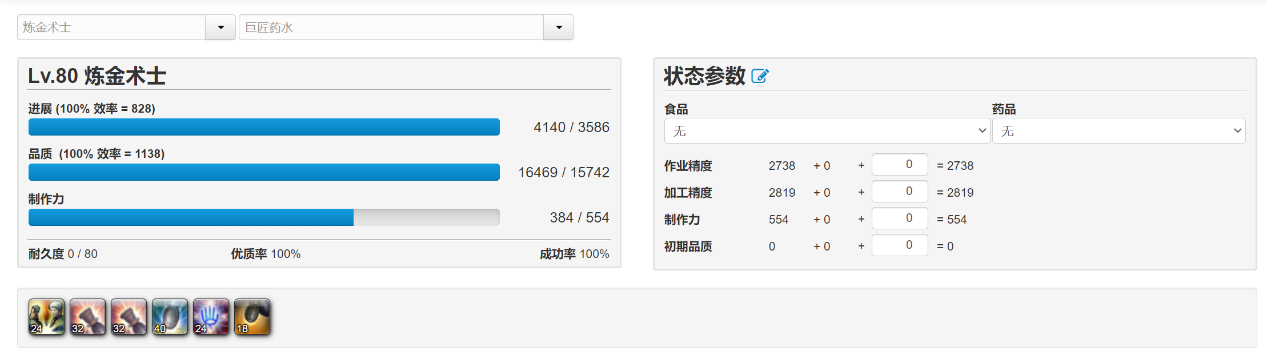 炼金术士 巨匠药水
Lv.80 炼金术士
进展 (100% 效率 = 828)
4140 / 3586
品质 (100% 效率 = 1138)
16469 / 15742
制作力
384 / 554
耐久度 0 / 80 优质率 100% 成功率 100%
状态参数
食品 药品
无 无
作业精度 2738 + 0 + 0 = 2738
加工精度 2819 + 0 + 0 = 2819
制作力 554 + 0 + 0 = 554
初期品质 0 + 0 + 0 = 0
24 32 32 40 24 18